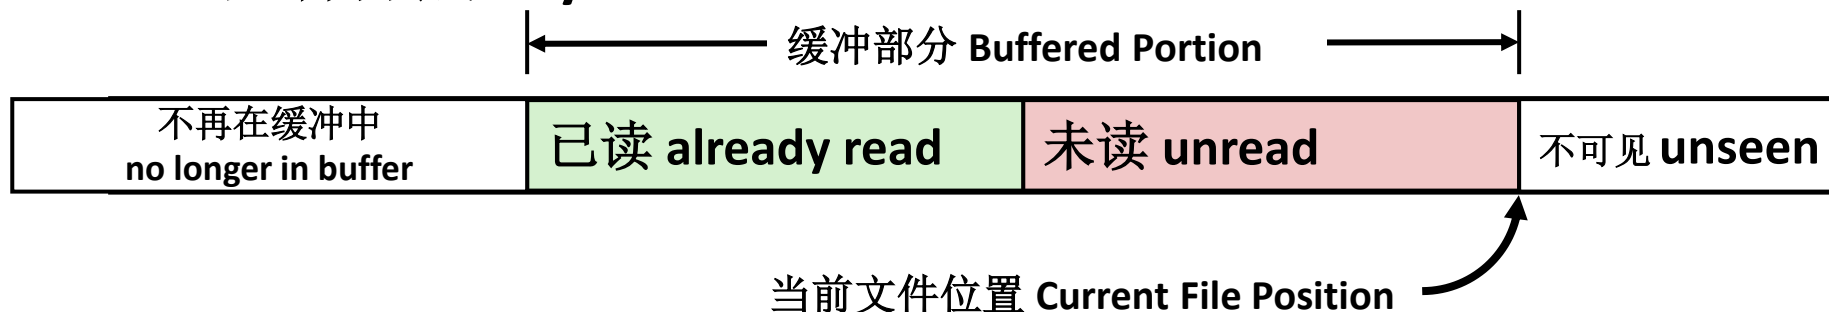 缓冲部分 Buffered Portion
不再在缓冲中
no longer in buffer
已读 already read
未读 unread
不可见 unseen
当前文件位置 Current File Position